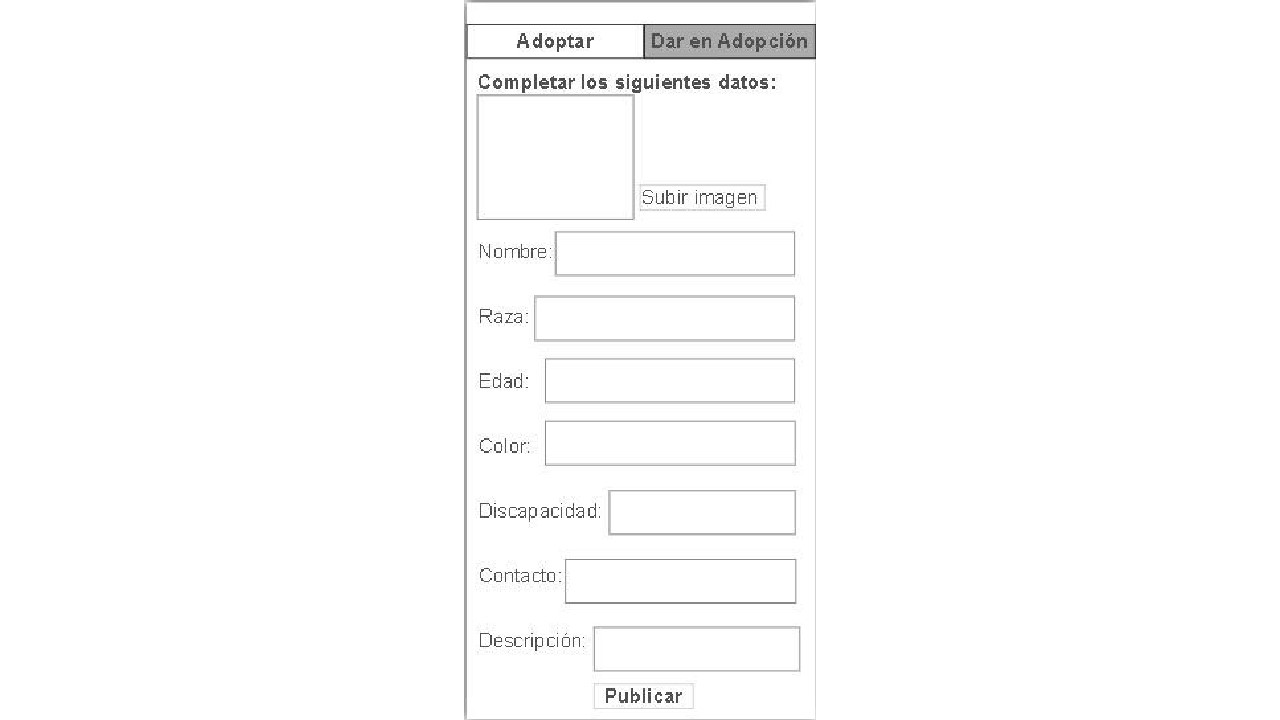 Adoptar Dar en Adopción
Completar los siguientes datos:
Subir imagen
Nombre:
Raza:
Edad:
Color:
Discapacidad:
Contacto:
Descripción:
Publicar